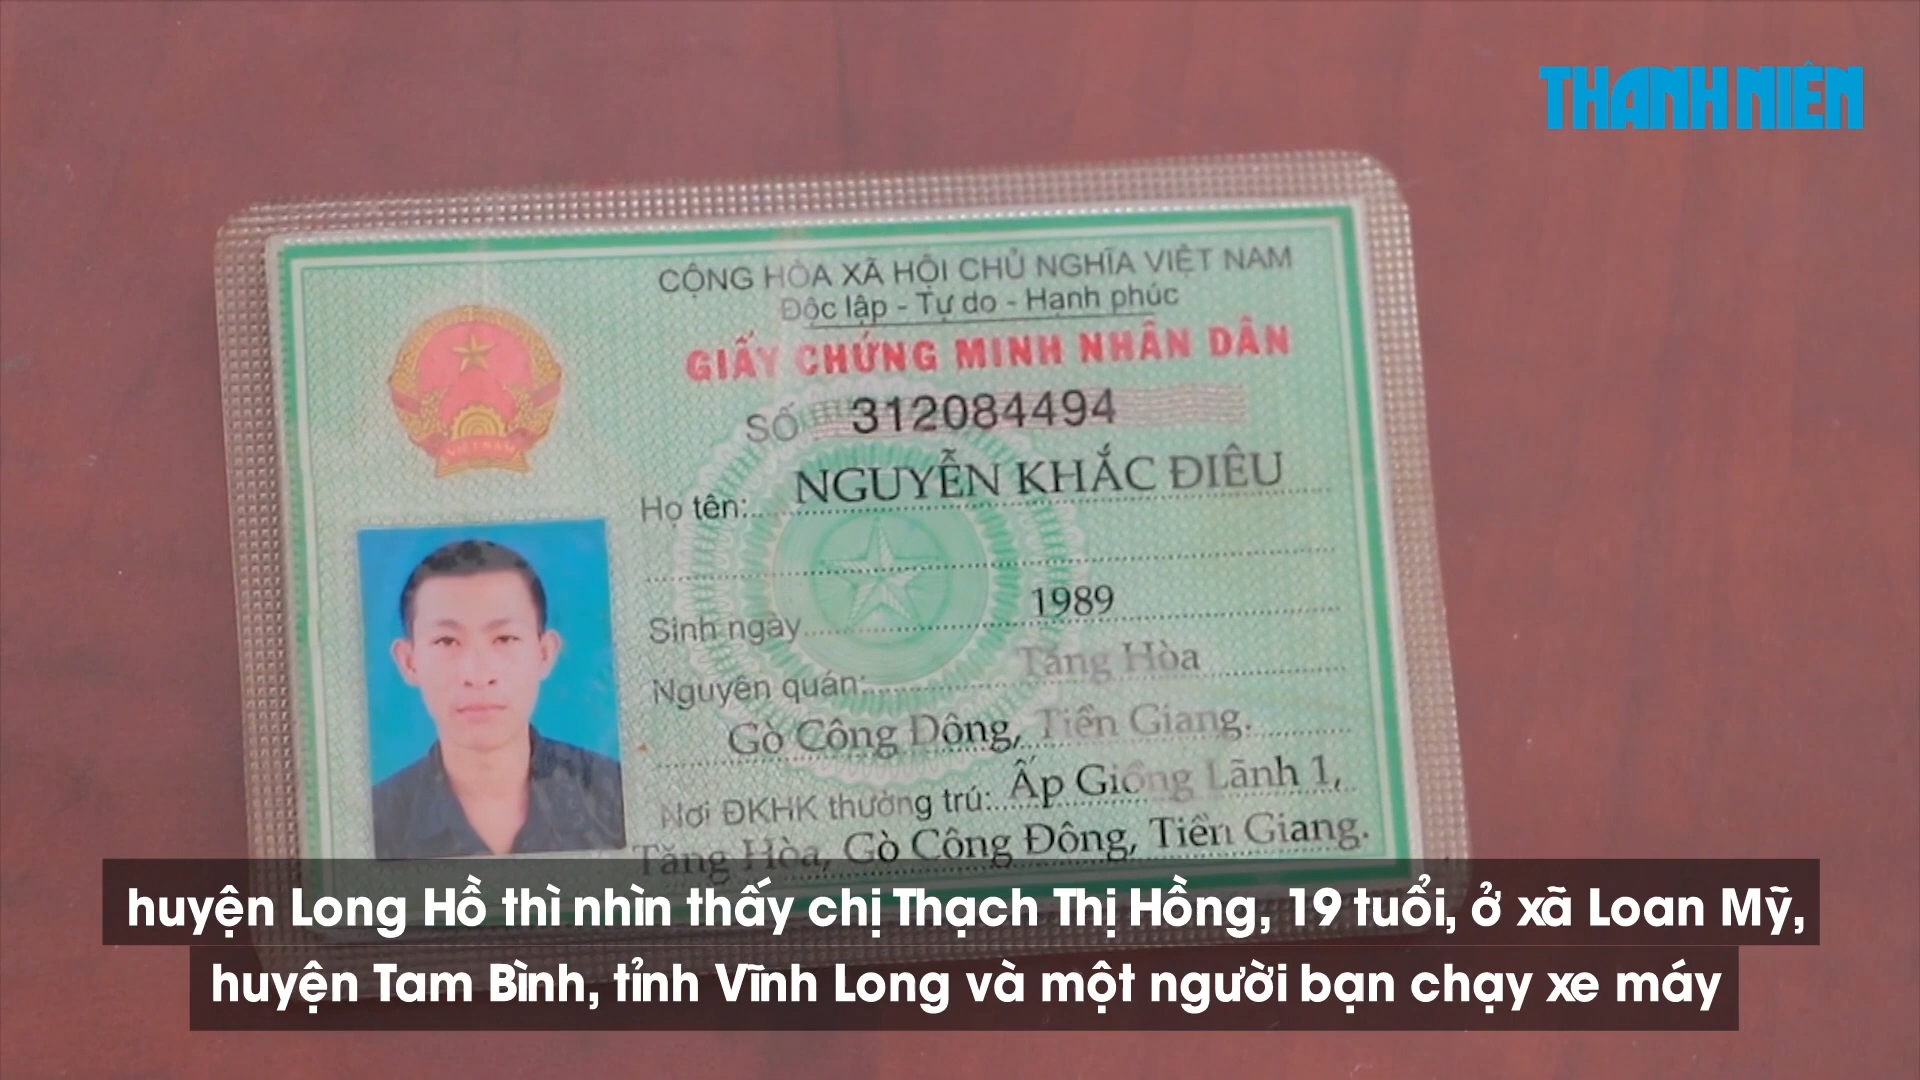 THANH NIÊN
CỘNG HÒA XÃ HỘI CHỦ NGHĨA VIỆT NAM
Độc lập - Tự do - Hạnh phúc
GIẤY CHỨNG MINH NHÂN DÂN
SỐ 312084494
Họ tên: NGUYỄN KHẮC ĐIÊU
Sinh ngày 1989
Nguyên quán: Tăng Hòa
Gò Công Đông, Tiền Giang.
Nơi ĐKHK thường trú: Ấp Giồng Lãnh 1,
Tăng Hòa, Gò Công Đông, Tiền Giang.
VIỆT NAM
huyện Long Hồ thì nhìn thấy chị Thạch Thị Hồng, 19 tuổi, ở xã Loan Mỹ,
huyện Tam Bình, tỉnh Vĩnh Long và một người bạn chạy xe máy